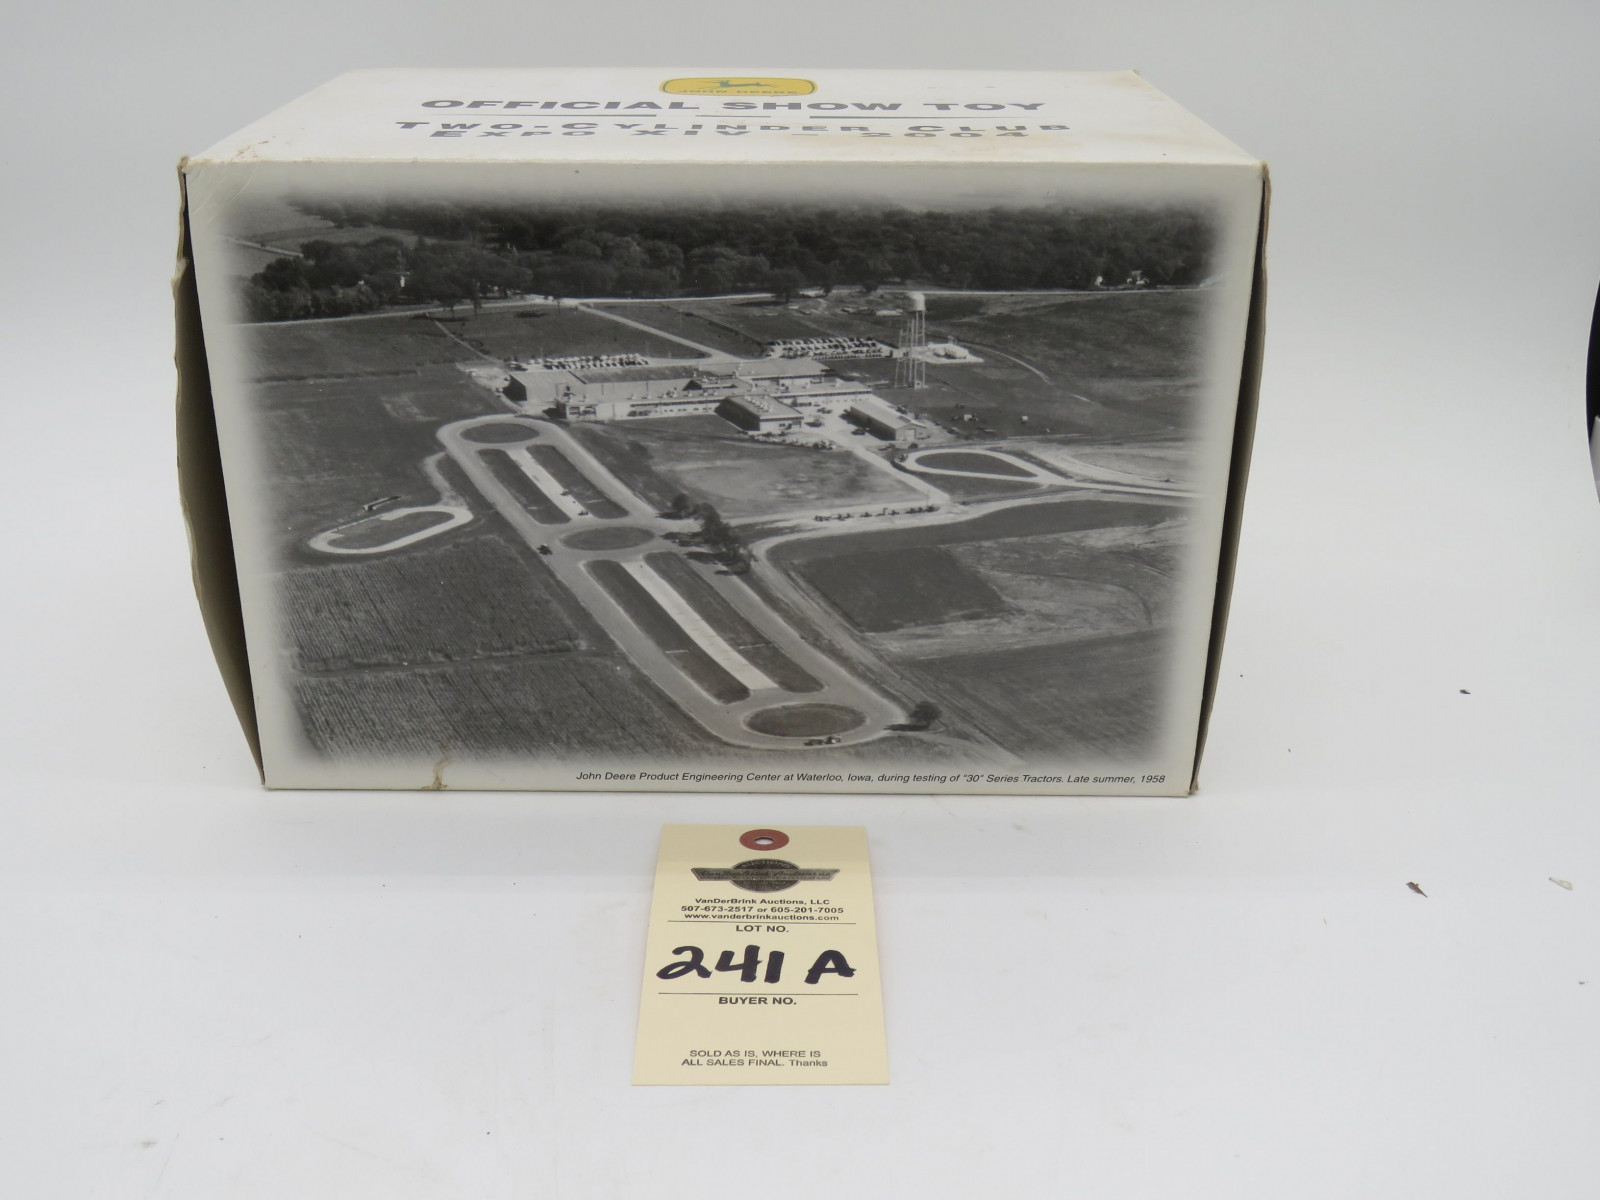 JOHN DEERE
OFFICIAL SHOW TOY
TWO-CYLINDER CLUB
EXPO XIV – 2004
John Deere Product Engineering Center at Waterloo, Iowa, during testing of "30" Series Tractors. Late summer, 1958
VanDerBrink Auctions, LLC
507-673-2517 or 605-201-7005
www.vanderbrinkauctions.com
LOT NO.
241 A
BUYER NO.
SOLD AS IS, WHERE IS
ALL SALES FINAL. Thanks